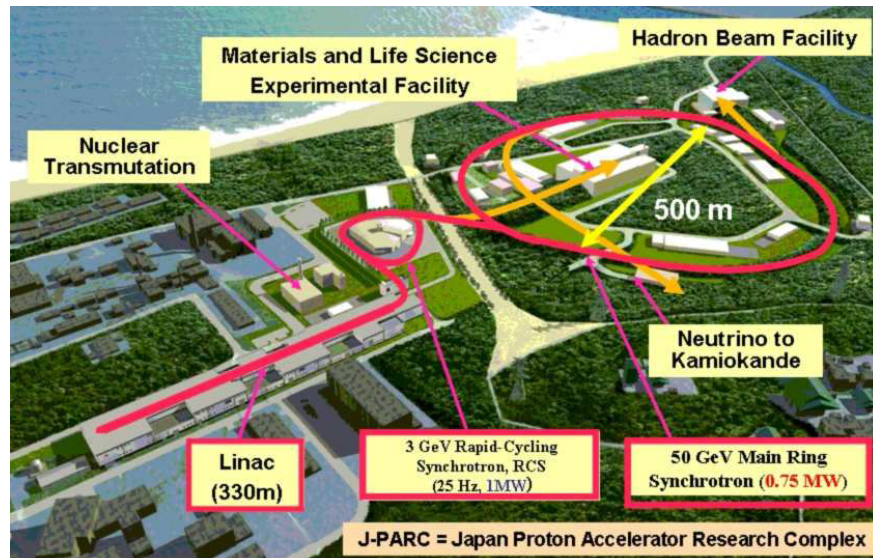 Hadron Beam Facility
Materials and Life Science
Experimental Facility
Nuclear
Transmutation
500 m
Neutrino to
Kamiokande
Linac
(330m)
3 GeV Rapid-Cycling
Synchrotron, RCS
(25 Hz, 1MW)
50 GeV Main Ring
Synchrotron (0.75 MW)
J-PARC = Japan Proton Accelerator Research Complex